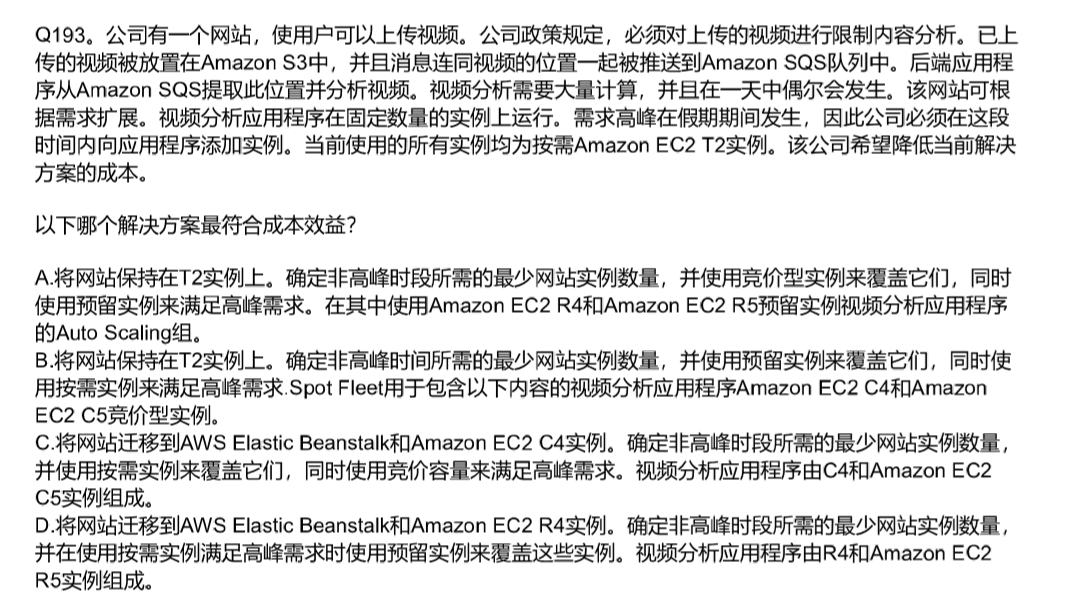 Q193。公司有一个网站，使用户可以上传视频。公司政策规定，必须对上传的视频进行限制内容分析。已上
传的视频被放置在Amazon S3中，并且消息连同视频的位置一起被推送到Amazon SQS队列中。后端应用程
序从Amazon SQS提取此位置并分析视频。视频分析需要大量计算，并且在一天中偶尔会发生。该网站可根
据需求扩展。视频分析应用程序在固定数量的实例上运行。需求高峰在假期期间发生，因此公司必须在这段
时间内向应用程序添加实例。当前使用的所有实例均为按需Amazon EC2 T2实例。该公司希望降低当前解决
方案的成本。
以下哪个解决方案最符合成本效益？
A.将网站保持在T2实例上。确定非高峰时段所需的最少网站实例数量，并使用竞价型实例来覆盖它们，同时
使用预留实例来满足高峰需求。在其中使用Amazon EC2 R4和Amazon EC2 R5预留实例视频分析应用程序
的Auto Scaling组。
B.将网站保持在T2实例上。确定非高峰时间所需的最少网站实例数量，并使用预留实例来覆盖它们，同时使
用按需实例来满足高峰需求.Spot Fleet用于包含以下内容的视频分析应用程序Amazon EC2 C4和Amazon
EC2 C5竞价型实例。
C.将网站迁移到AWS Elastic Beanstalk和Amazon EC2 C4实例。确定非高峰时段所需的最少网站实例数量，
并使用按需实例来覆盖它们，同时使用竞价容量来满足高峰需求。视频分析应用程序由C4和Amazon EC2
C5实例组成。
D.将网站迁移到AWS Elastic Beanstalk和Amazon EC2 R4实例。确定非高峰时段所需的最少网站实例数量，
并在使用按需实例满足高峰需求时使用预留实例来覆盖这些实例。视频分析应用程序由R4和Amazon EC2
R5实例组成。